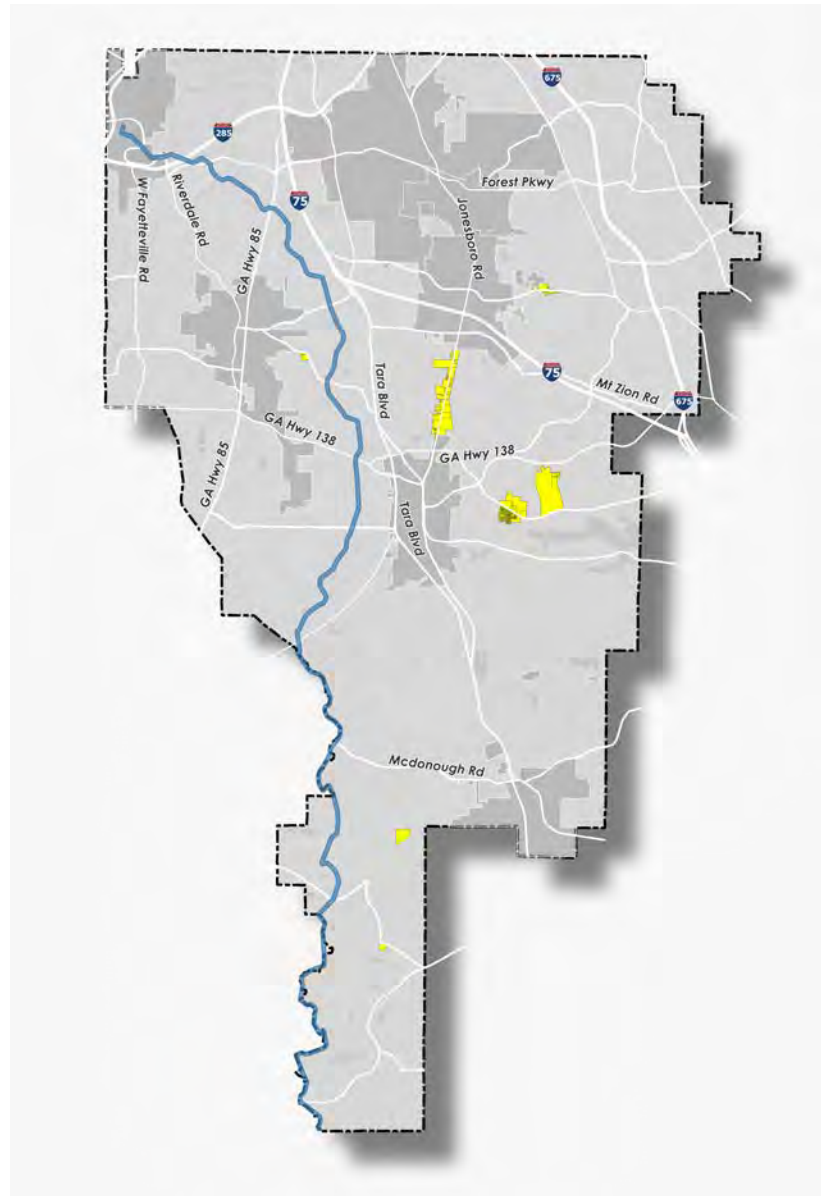 675
285
Forest Pkwy
W Fayetteville Rd
Riverdale Rd
75
Jonesboro Rd
GA Hwy 85
75
Mt Zion Rd
Tara Blvd
675
GA Hwy 138
GA Hwy 138
GA Hwy 85
Tara Blvd
Mcdonough Rd